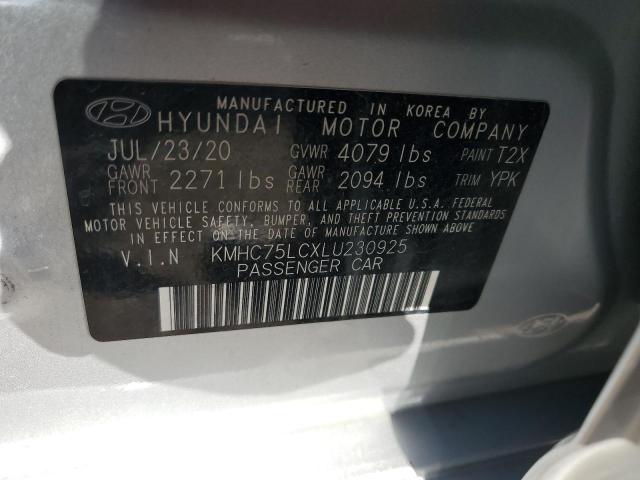 MANUFACTURED IN KOREA BY
HYUNDAI MOTOR COMPANY
JUL/23/20 GVWR 4079 lbs PAINT T2X
GAWR FRONT 2271 lbs GAWR REAR 2094 lbs TRIM YPK
THIS VEHICLE CONFORMS TO ALL APPLICABLE U.S.A. FEDERAL
MOTOR VEHICLE SAFETY, BUMPER, AND THEFT PREVENTION STANDARDS
IN EFFECT ON THE DATE OF MANUFACTURE SHOWN ABOVE.
V.I.N KMHC75LCXLU230925
PASSENGER CAR